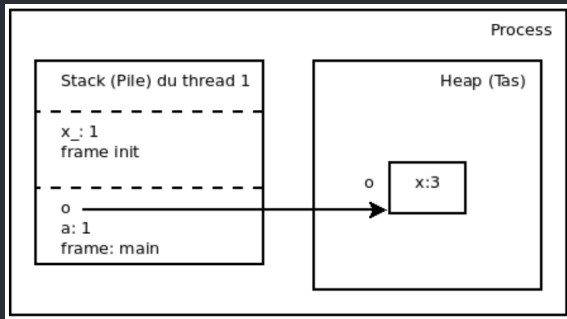 Process
Stack (Pile) du thread 1
x_: 1
frame init
o
a: 1
frame: main
Heap (Tas)
o
x:3